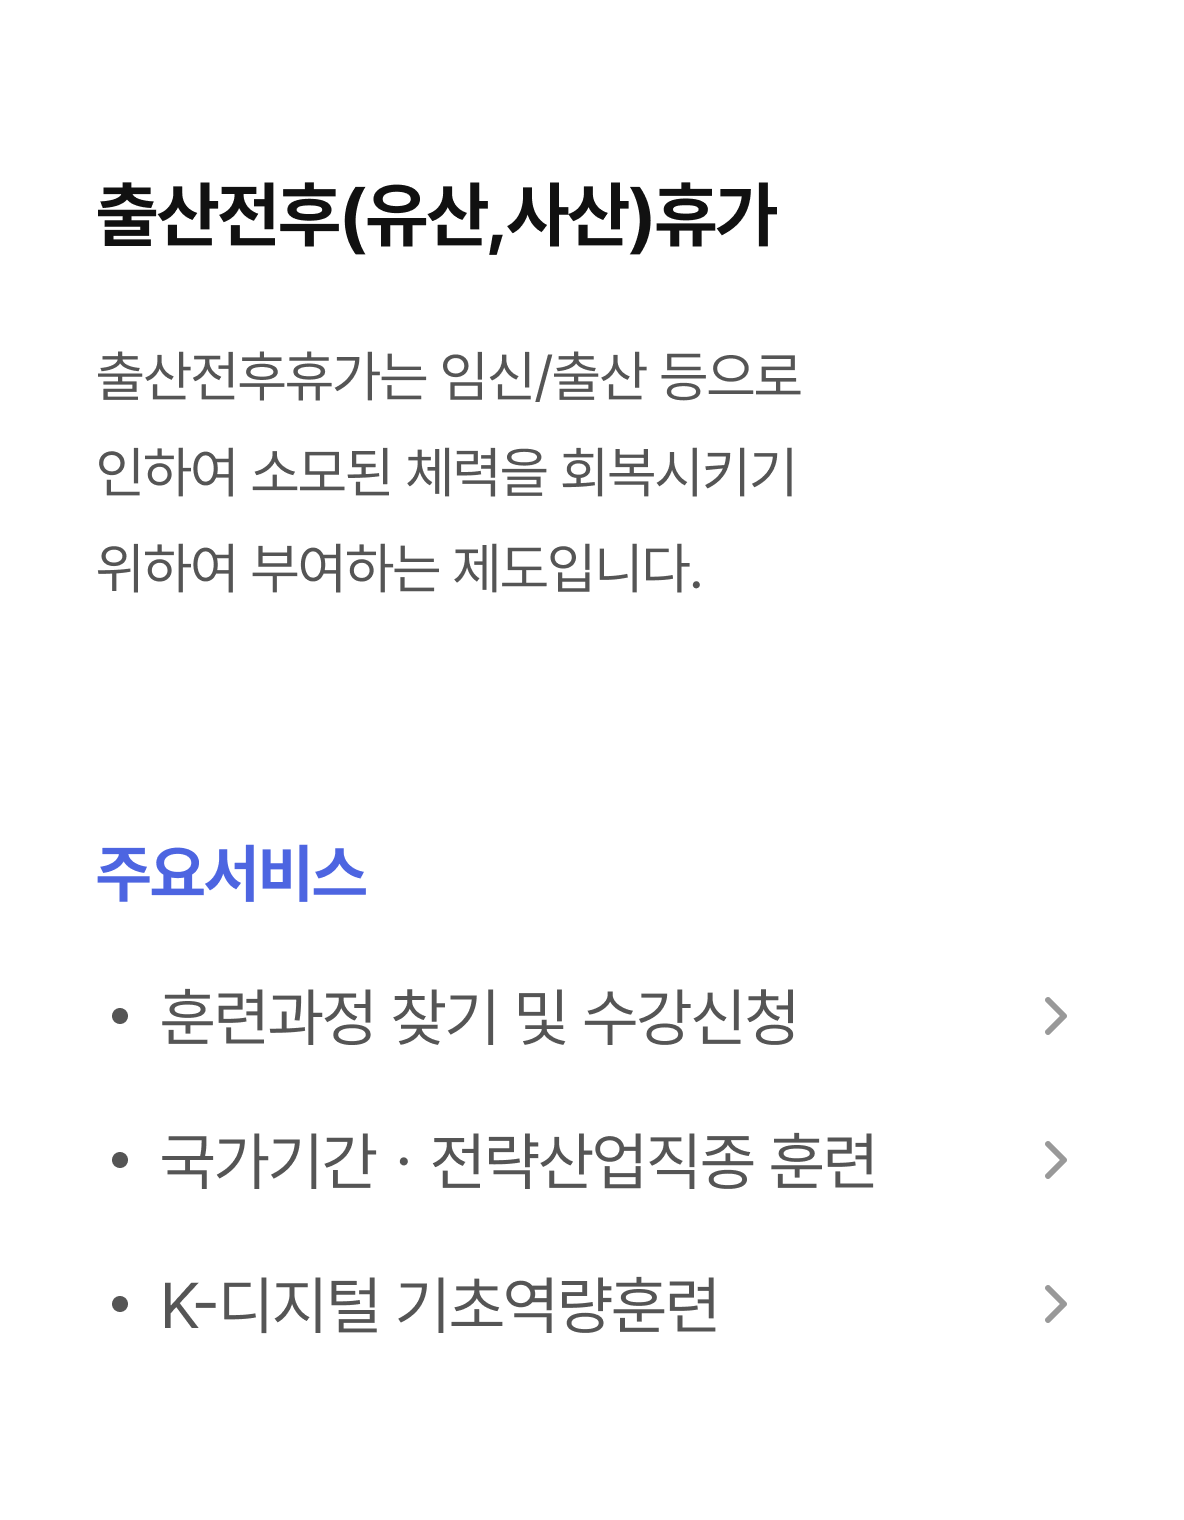 출산전후(유산,사산)휴가
출산전후휴가는 임신/출산 등으로
인하여 소모된 체력을 회복시키기
위하여 부여하는 제도입니다.
주요서비스
• 훈련과정 찾기 및 수강신청
• 국가기간 · 전략산업직종 훈련
• K-디지털 기초역량훈련